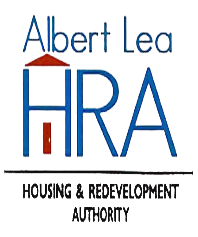 Albert Lea
HRA
HOUSING & REDEVELOPMENT
AUTHORITY